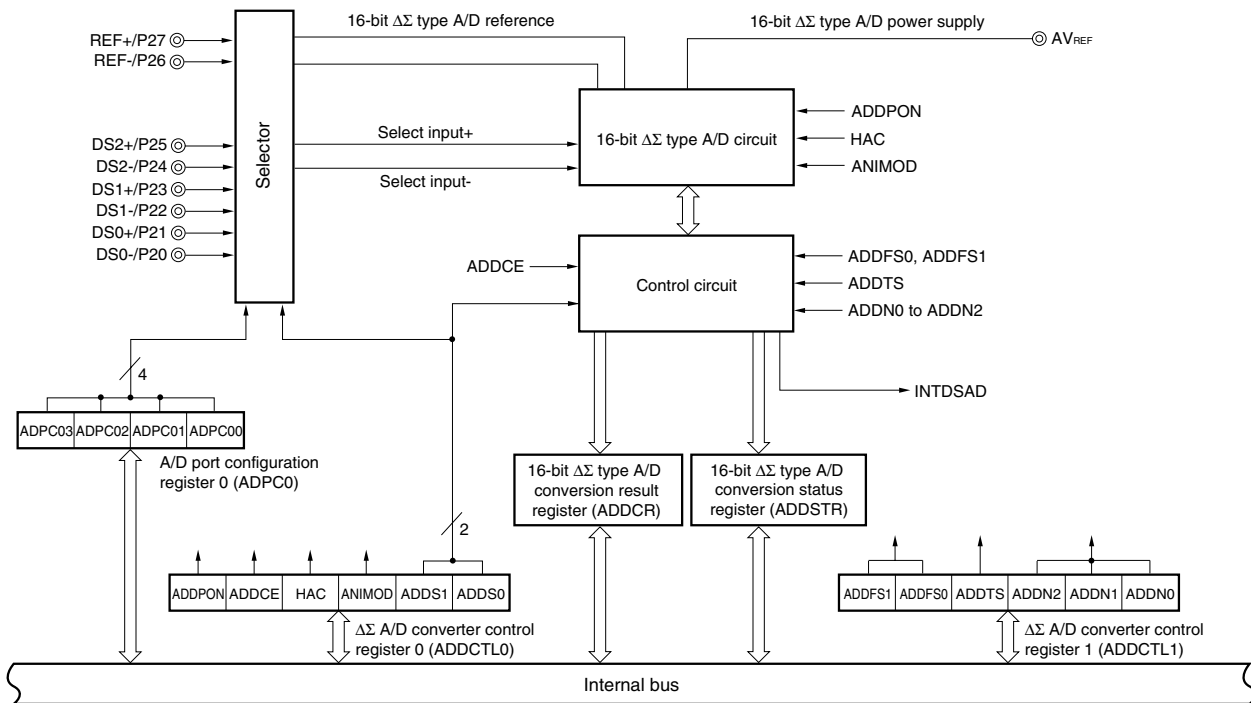 16-bit ΔΣ type A/D reference
16-bit ΔΣ type A/D power supply
REF+/P27
REF-/P26
AVREF
Selector
16-bit ΔΣ type A/D circuit
ADDPON
HAC
ANIMOD
Select input+
Select input-
DS2+/P25
DS2-/P24
DS1+/P23
DS1-/P22
DS0+/P21
DS0-/P20
ADDCE
Control circuit
ADDFS0, ADDFS1
ADDTS
ADDN0 to ADDN2
4
INTDSAD
ADPC03 ADPC02 ADPC01 ADPC00
A/D port configuration
register 0 (ADPC0)
16-bit ΔΣ type A/D
conversion result
register (ADDCR)
16-bit ΔΣ type A/D
conversion status
register (ADDSTR)
2
ADDPON ADDCE HAC ANIMOD ADDS1 ADDS0
ΔΣ A/D converter control
register 0 (ADDCTL0)
ADDFS1 ADDFS0 ADDTS ADDN2 ADDN1 ADDN0
ΔΣ A/D converter control
register 1 (ADDCTL1)
Internal bus